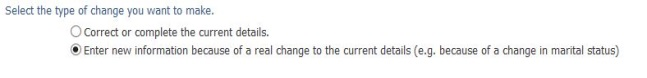 Select the type of change you want to make.
Correct or complete the current details.
Enter new information because of a real change to the current details (e.g. because of a change in marital status)